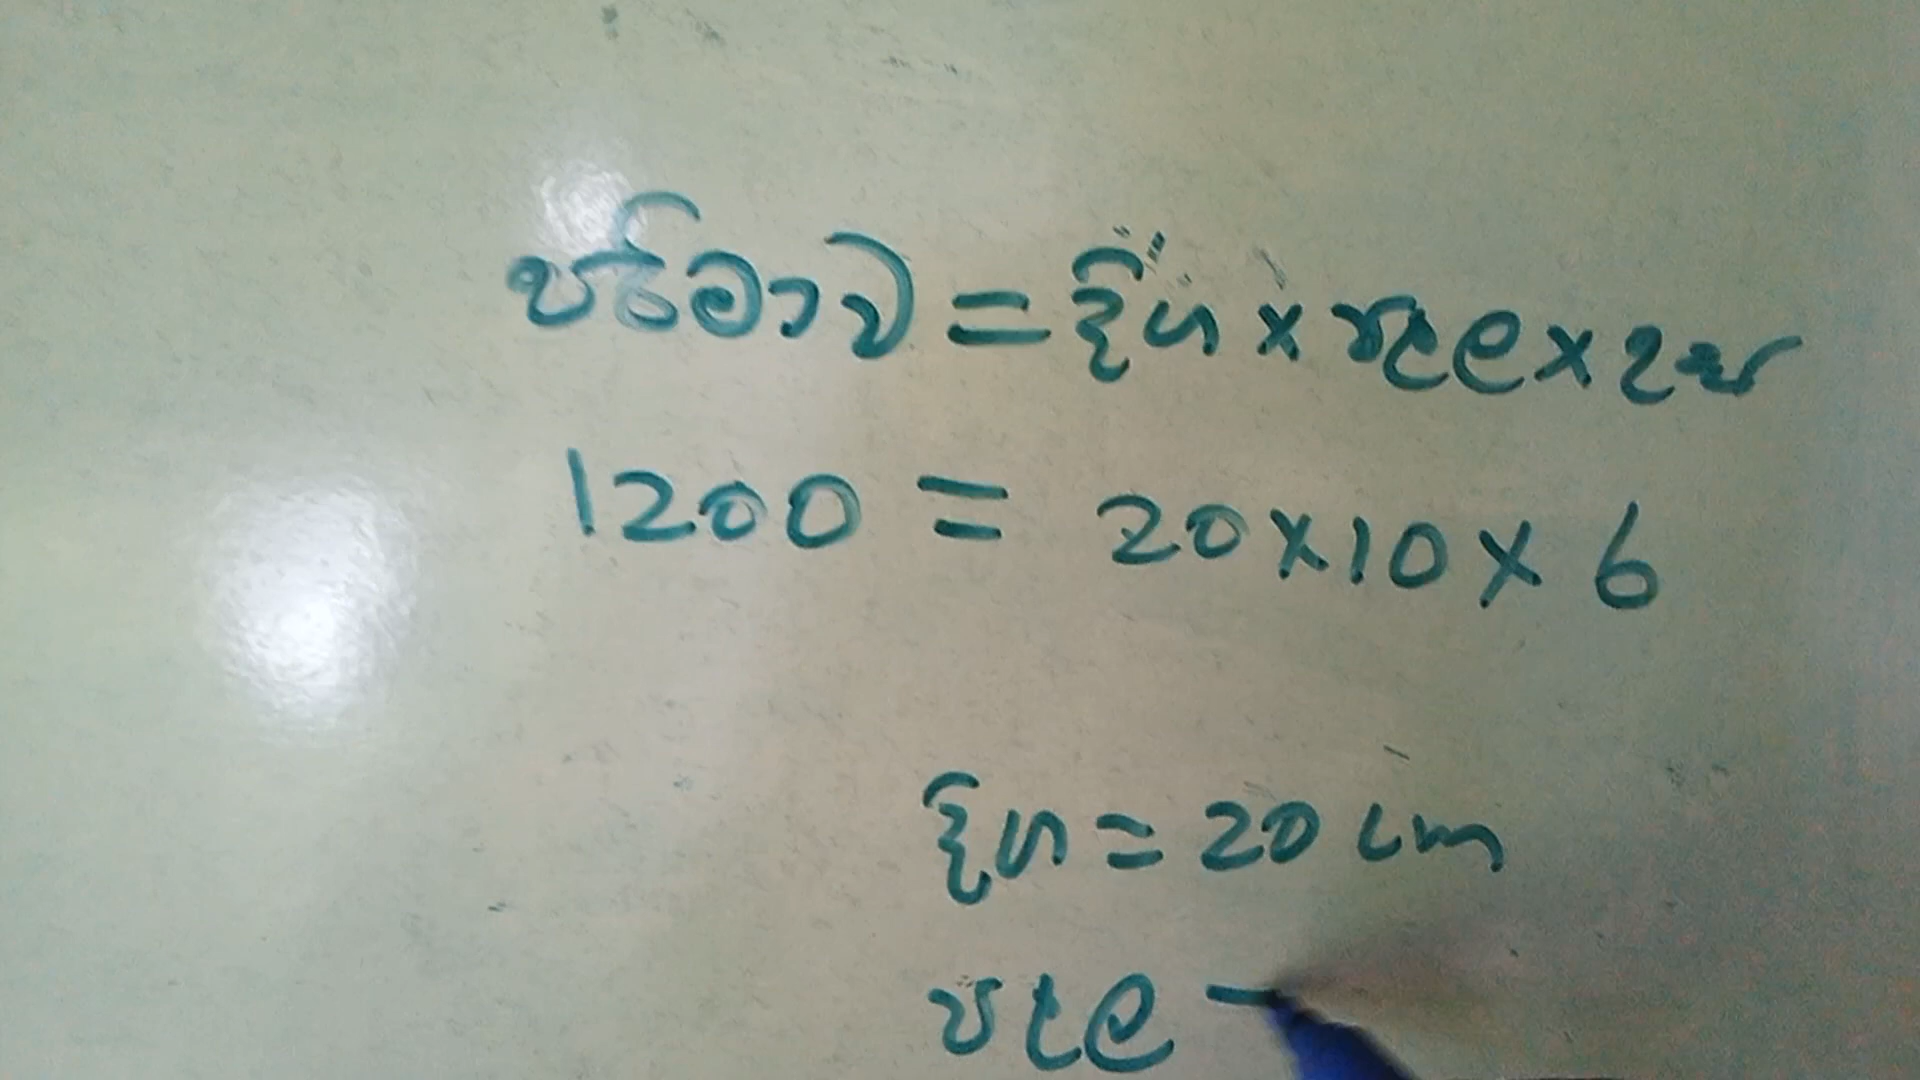 පරිමාව = දිග × පළල × උස
1200 = 20 × 10 × 6
දිග = 20 cm
පළල -